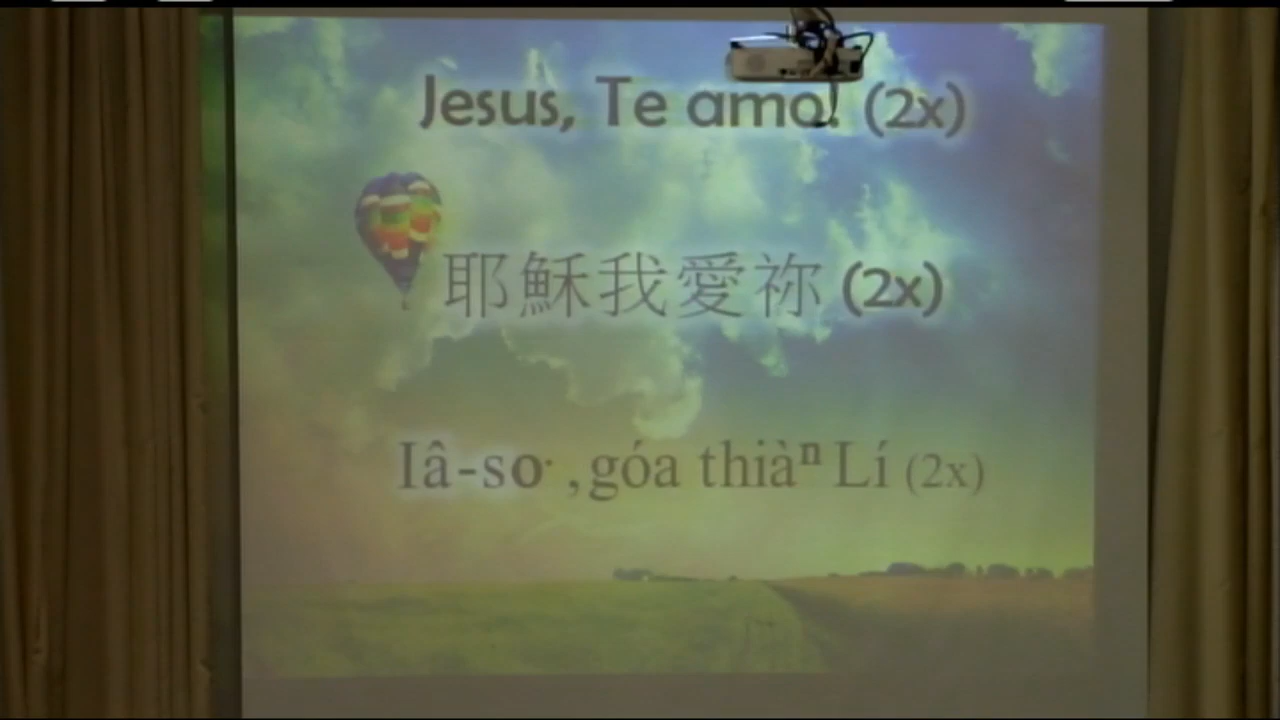 Jesus, Te amo! (2x)
耶穌我愛祢 (2x)
Iâ-so͘ ,góa thiàⁿ Lí (2x)